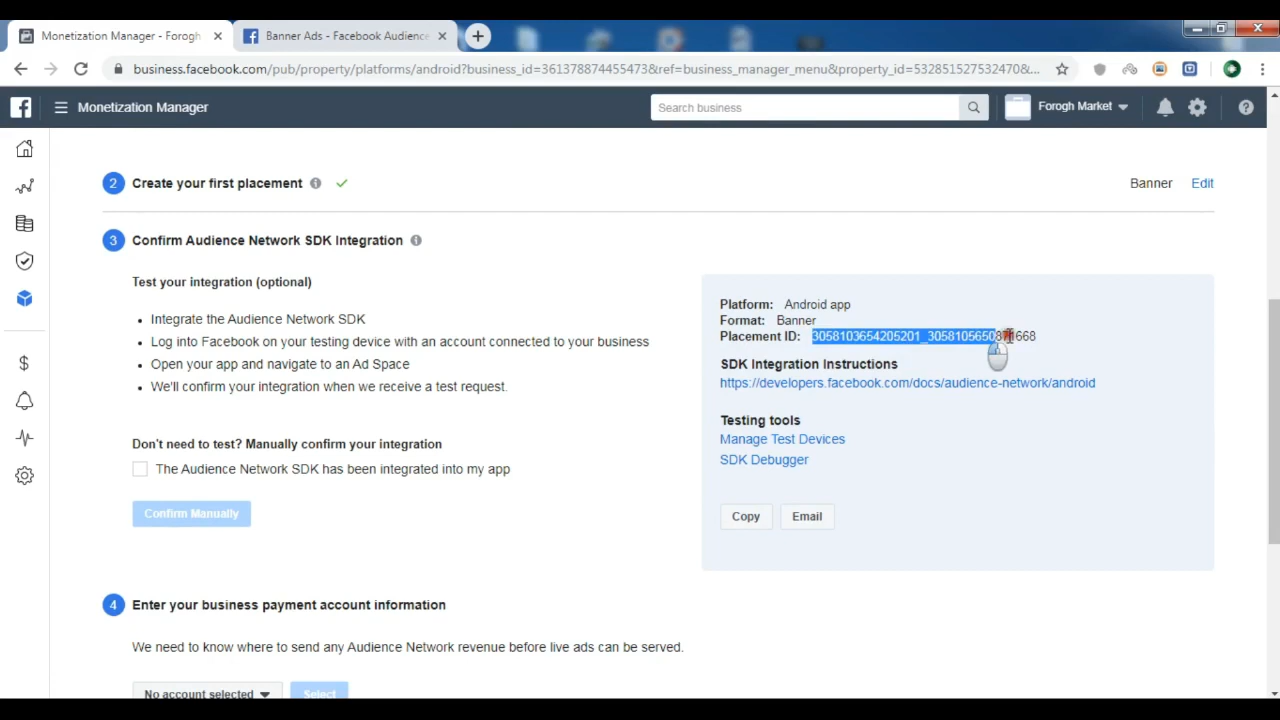 Monetization Manager - Forogh
Banner Ads - Facebook Audience
business.facebook.com/pub/property/platforms/android?business_id=361378874455473&ref=business_manager_menu&property_id=532851527532470&...
Monetization Manager
Search business
Forogh Market
2 Create your first placement
Banner Edit
3 Confirm Audience Network SDK Integration
Test your integration (optional)
Integrate the Audience Network SDK
Log into Facebook on your testing device with an account connected to your business
Open your app and navigate to an Ad Space
We'll confirm your integration when we receive a test request.
Don't need to test? Manually confirm your integration
The Audience Network SDK has been integrated into my app
Confirm Manually
Platform: Android app
Format: Banner
Placement ID: 3058103654205201_3058105650871668
SDK Integration Instructions
https://developers.facebook.com/docs/audience-network/android
Testing tools
Manage Test Devices
SDK Debugger
Copy Email
4 Enter your business payment account information
We need to know where to send any Audience Network revenue before live ads can be served.
No account selected Select